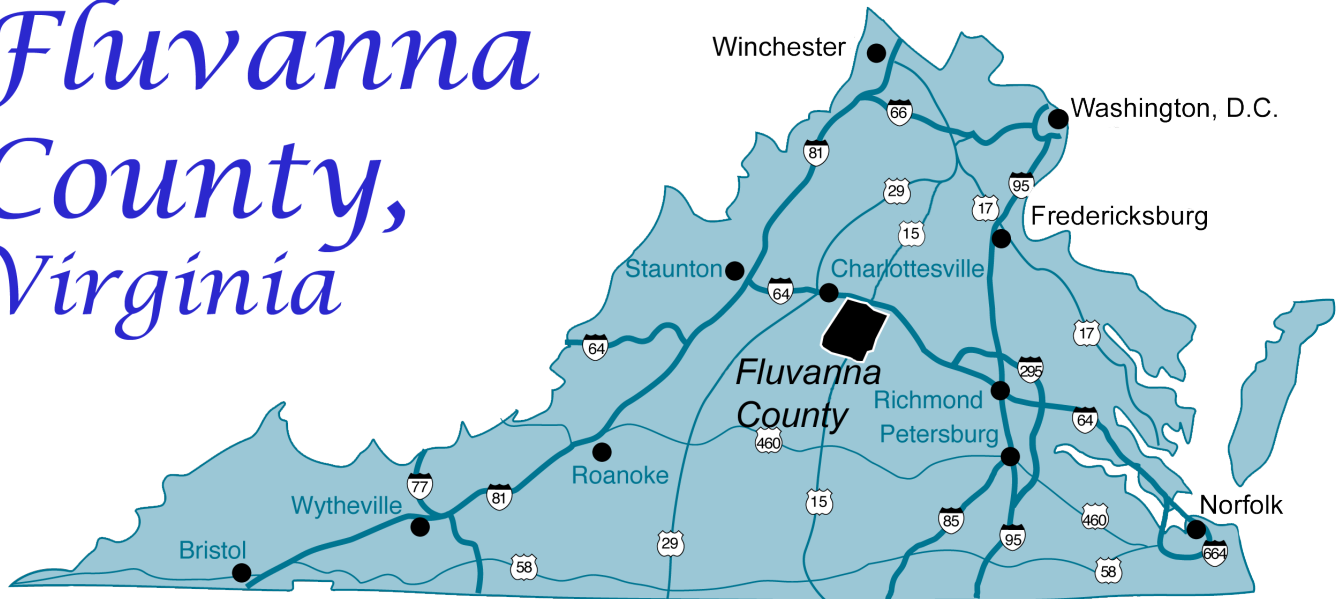 Fluvanna
County,
Virginia
Winchester
66
Washington, D.C.
81
29
95
17
15
Fredericksburg
Staunton
64
Charlottesville
17
64
Fluvanna
County
295
Richmond
64
Petersburg
460
Roanoke
77
81
Wytheville
15
Norfolk
85
460
95
29
664
Bristol
58
58